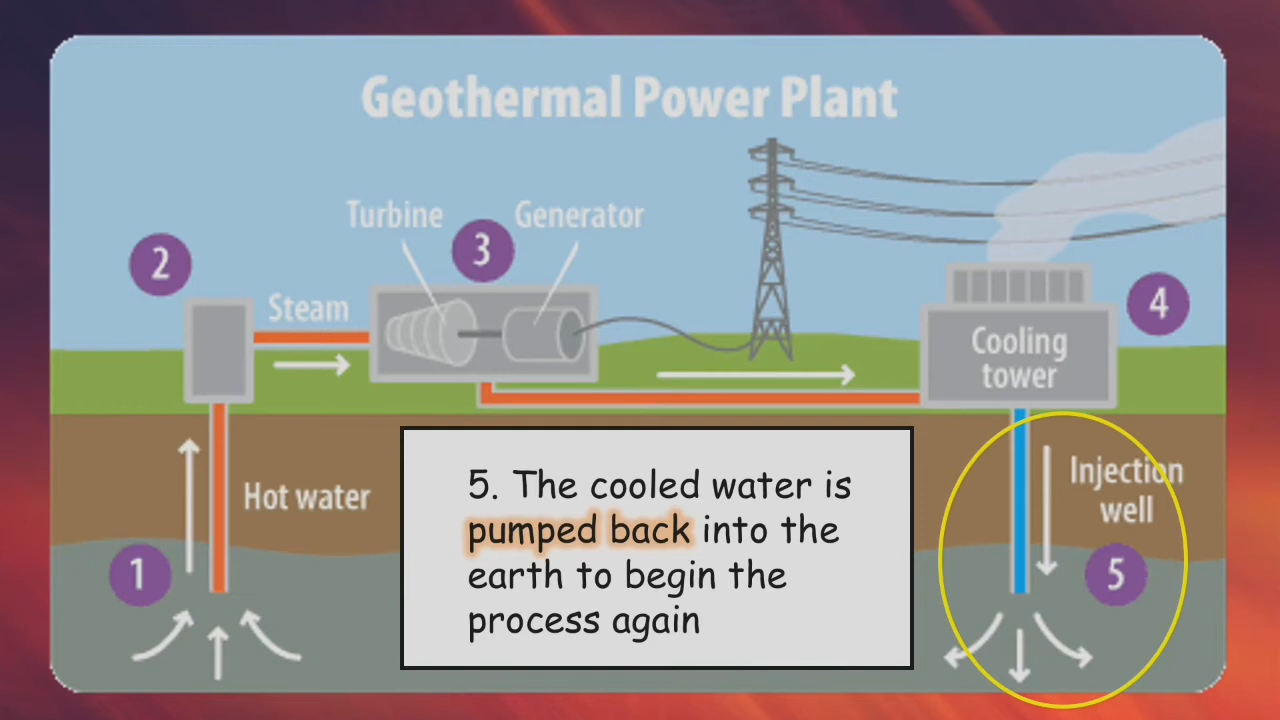 Geothermal Power Plant
Turbine
Generator
3
2
Steam
4
Cooling
tower
Hot water
1
5. The cooled water is
pumped back into the
earth to begin the
process again
Injection
well
5